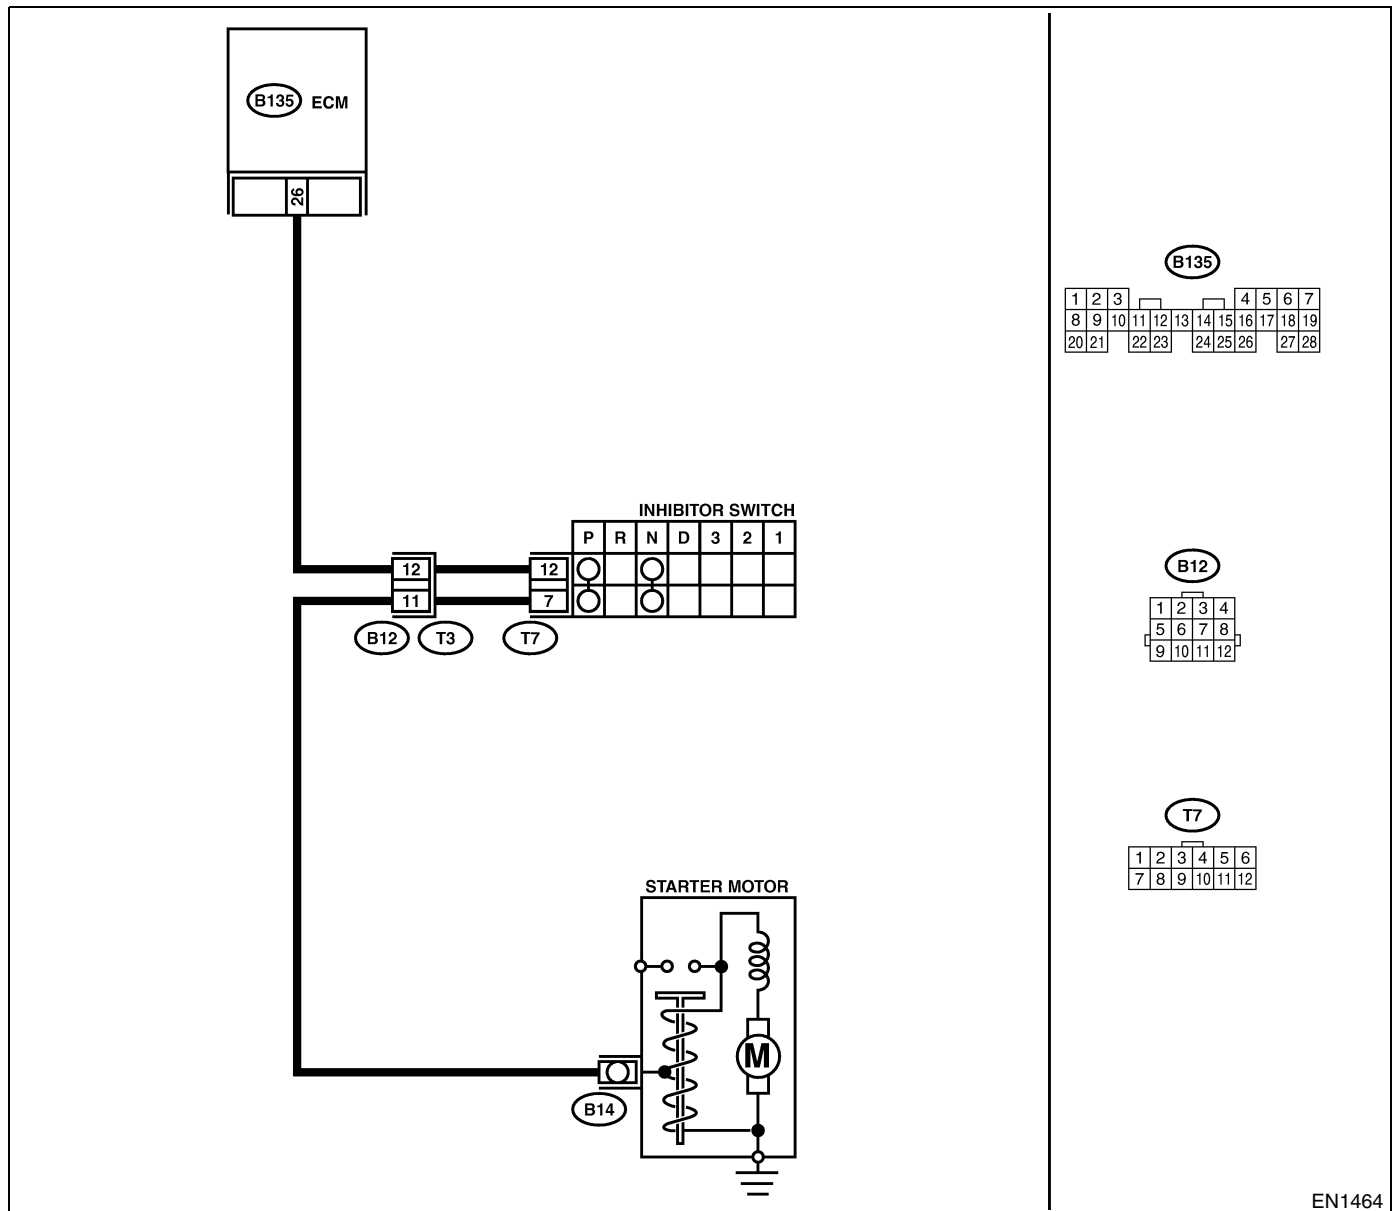 B135 ECM
26
INHIBITOR SWITCH
P R N D 3 2 1
12 12
11 7
B12 T3 T7
STARTER MOTOR
M
B14
B135
1 2 3 4 5 6 7
8 9 10 11 12 13 14 15 16 17 18 19
20 21 22 23 24 25 26 27 28
B12
1 2 3 4
5 6 7 8
9 10 11 12
T7
1 2 3 4 5 6
7 8 9 10 11 12
EN1464